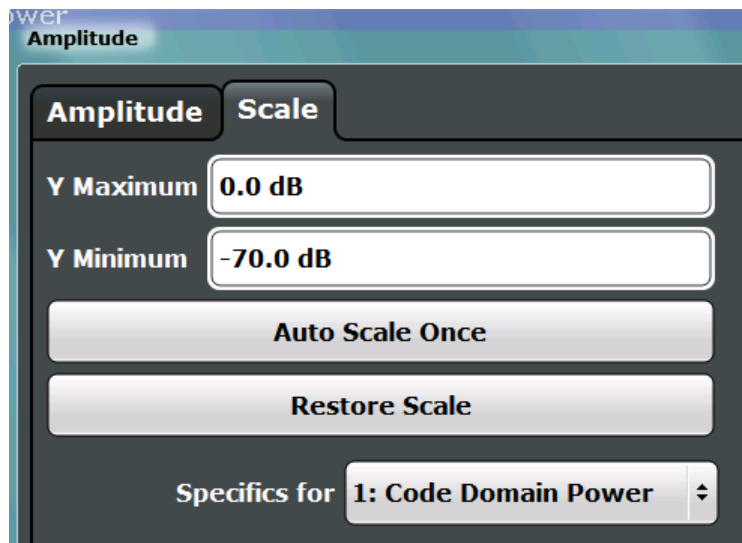 Amplitude
Amplitude Scale
Y Maximum 0.0 dB
Y Minimum -70.0 dB
Auto Scale Once
Restore Scale
Specifics for 1: Code Domain Power